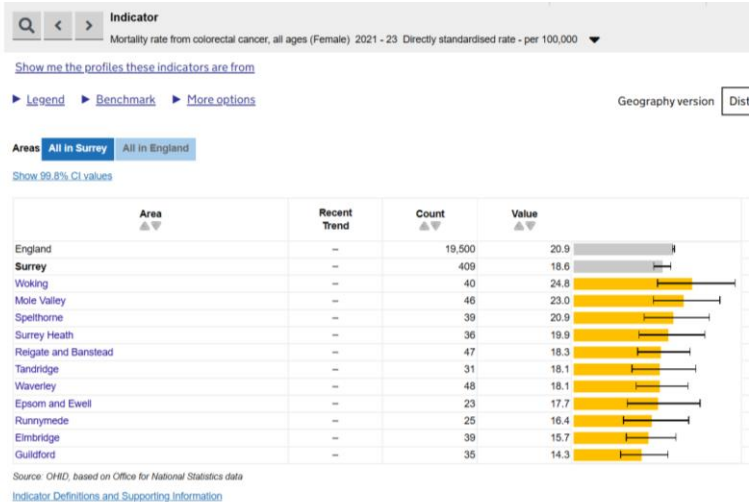 Indicator
Mortality rate from colorectal cancer, all ages (Female) 2021 - 23 Directly standardised rate - per 100,000
Show me the profiles these indicators are from
Legend Benchmark More options Geography version Dist
Areas All in Surrey All in England
Show 99.8% CI values
Area Recent Trend Count Value
England – 19,500 20.9
Surrey – 409 18.6
Woking – 40 24.8
Mole Valley – 46 23.0
Spelthorne – 39 20.9
Surrey Heath – 36 19.9
Reigate and Banstead – 47 18.3
Tandridge – 31 18.1
Waverley – 48 18.1
Epsom and Ewell – 23 17.7
Runnymede – 25 16.4
Elmbridge – 39 15.7
Guildford – 35 14.3
Source: OHID, based on Office for National Statistics data
Indicator Definitions and Supporting Information